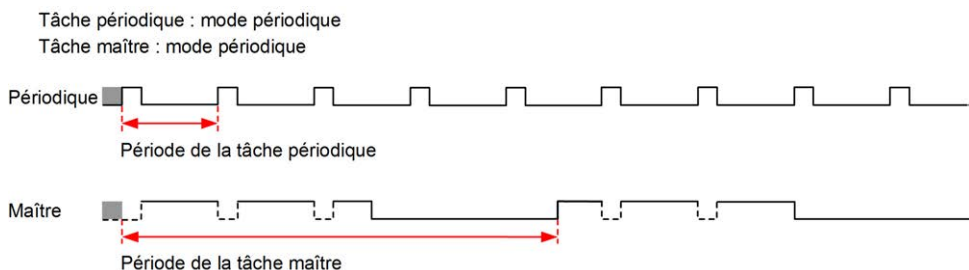 Tâche périodique : mode périodique
Tâche maître : mode périodique
Périodique
Période de la tâche périodique
Maître
Période de la tâche maître